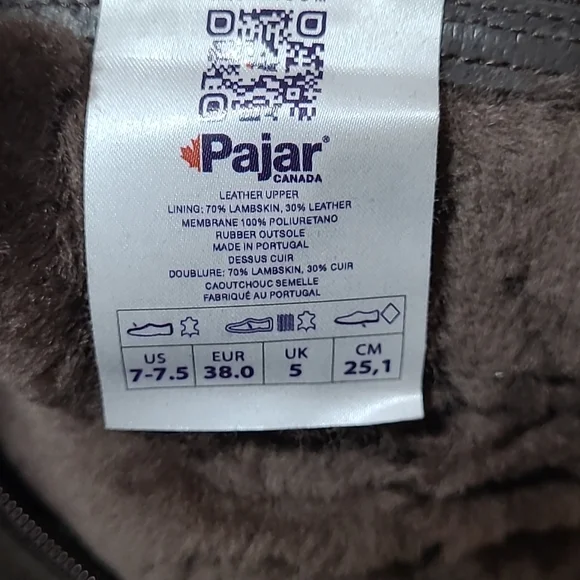 Pajar®
CANADA
LEATHER UPPER
LINING: 70% LAMBSKIN, 30% LEATHER
MEMBRANE 100% POLIURETANO
RUBBER OUTSOLE
MADE IN PORTUGAL
DESSUS CUIR
DOUBLURE: 70% LAMBSKIN, 30% CUIR
CAOUTCHOUC SEMELLE
FABRIQUÉ AU PORTUGAL
US EUR UK CM
7-7.5 38.0 5 25,1